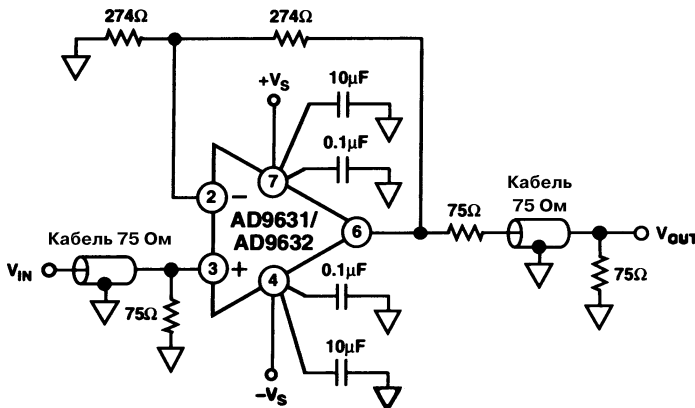 274Ω
274Ω
+VS
10μF
0.1μF
7
2
−
AD9631/
AD9632
6
75Ω
Кабель
75 Ом
VOUT
75Ω
Кабель 75 Ом
VIN
3
+
75Ω
4
0.1μF
10μF
−VS